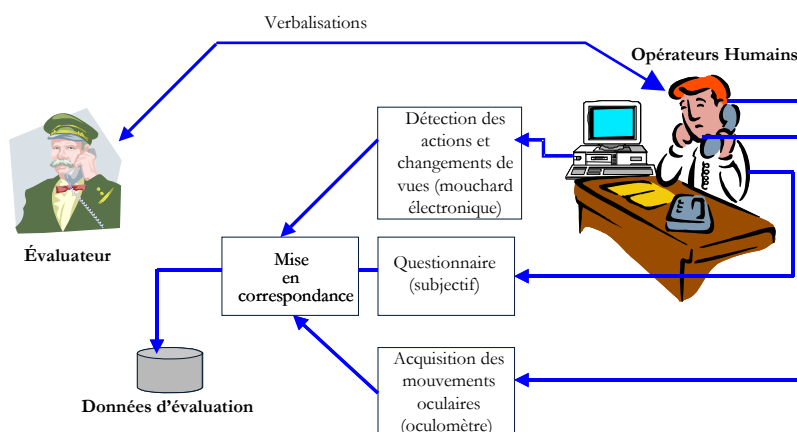 Verbalisations
Opérateurs Humains
Détection des
actions et
changements de
vues (mouchard
électronique)
Évaluateur
Mise
en
correspondance
Questionnaire
(subjectif)
Acquisition des
mouvements
oculaires
(oculomètre)
Données d'évaluation